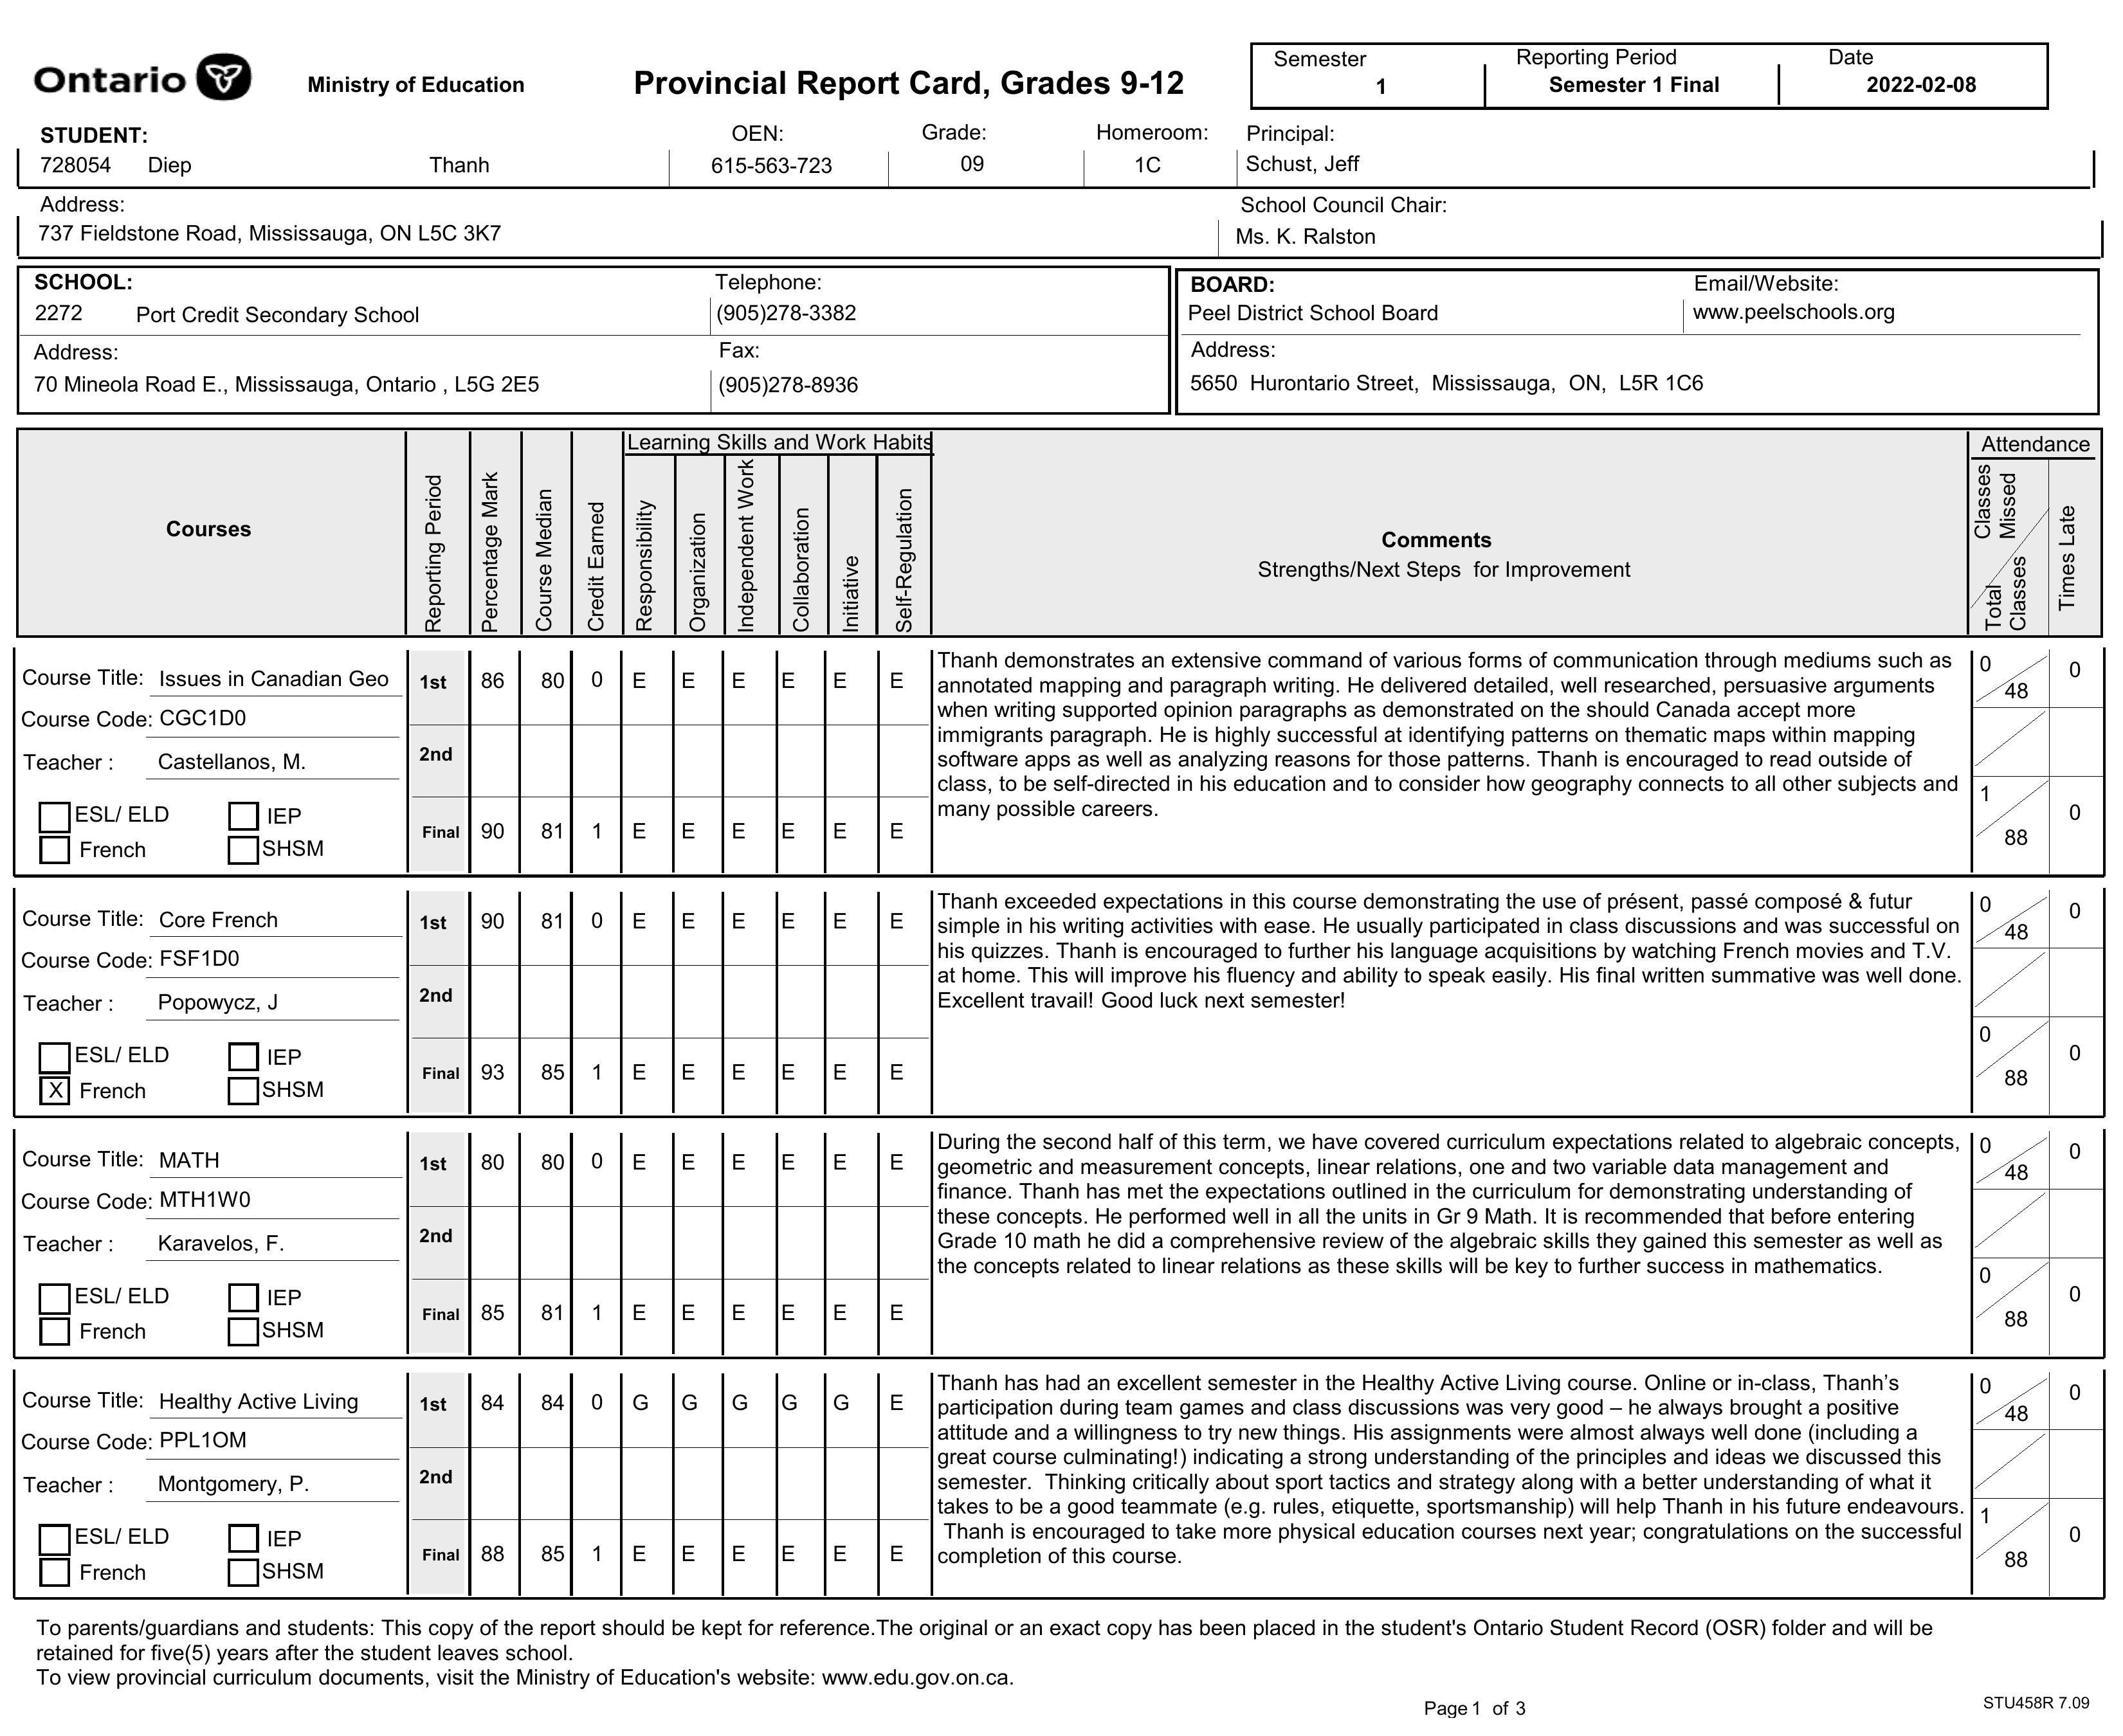 Ontario Ministry of Education Provincial Report Card, Grades 9-12
Semester Reporting Period Date
1 Semester 1 Final 2022-02-08
STUDENT: OEN: Grade: Homeroom: Principal:
728054 Diep Thanh 615-563-723 09 1C Schust, Jeff
Address: School Council Chair:
737 Fieldstone Road, Mississauga, ON L5C 3K7 Ms. K. Ralston
SCHOOL: Telephone:
2272 Port Credit Secondary School (905)278-3382
Address: Fax:
70 Mineola Road E., Mississauga, Ontario , L5G 2E5 (905)278-8936
BOARD: Email/Website:
Peel District School Board www.peelschools.org
Address:
5650 Hurontario Street, Mississauga, ON, L5R 1C6
Courses
Reporting Period
Percentage Mark
Course Median
Credit Earned
Learning Skills and Work Habits
Responsibility
Organization
Independent Work
Collaboration
Initiative
Self-Regulation
Comments
Strengths/Next Steps for Improvement
Attendance
Classes Missed
Total Classes
Times Late
Course Title: Issues in Canadian Geo
Course Code: CGC1D0
Teacher : Castellanos, M.
ESL/ ELD IEP
French SHSM
1st 86 80 0 E E E E E E
2nd
Final 90 81 1 E E E E E E
Thanh demonstrates an extensive command of various forms of communication through mediums such as
annotated mapping and paragraph writing. He delivered detailed, well researched, persuasive arguments
when writing supported opinion paragraphs as demonstrated on the should Canada accept more
immigrants paragraph. He is highly successful at identifying patterns on thematic maps within mapping
software apps as well as analyzing reasons for those patterns. Thanh is encouraged to read outside of
class, to be self-directed in his education and to consider how geography connects to all other subjects and
many possible careers.
0 48 0
1 88 0
Course Title: Core French
Course Code: FSF1D0
Teacher : Popowycz, J
ESL/ ELD IEP
X French SHSM
1st 90 81 0 E E E E E E
2nd
Final 93 85 1 E E E E E E
Thanh exceeded expectations in this course demonstrating the use of présent, passé composé & futur
simple in his writing activities with ease. He usually participated in class discussions and was successful on
his quizzes. Thanh is encouraged to further his language acquisitions by watching French movies and T.V.
at home. This will improve his fluency and ability to speak easily. His final written summative was well done.
Excellent travail! Good luck next semester!
0 48 0
0 88 0
Course Title: MATH
Course Code: MTH1W0
Teacher : Karavelos, F.
ESL/ ELD IEP
French SHSM
1st 80 80 0 E E E E E E
2nd
Final 85 81 1 E E E E E E
During the second half of this term, we have covered curriculum expectations related to algebraic concepts,
geometric and measurement concepts, linear relations, one and two variable data management and
finance. Thanh has met the expectations outlined in the curriculum for demonstrating understanding of
these concepts. He performed well in all the units in Gr 9 Math. It is recommended that before entering
Grade 10 math he did a comprehensive review of the algebraic skills they gained this semester as well as
the concepts related to linear relations as these skills will be key to further success in mathematics.
0 48 0
0 88 0
Course Title: Healthy Active Living
Course Code: PPL1OM
Teacher : Montgomery, P.
ESL/ ELD IEP
French SHSM
1st 84 84 0 G G G G G E
2nd
Final 88 85 1 E E E E E E
Thanh has had an excellent semester in the Healthy Active Living course. Online or in-class, Thanh’s
participation during team games and class discussions was very good – he always brought a positive
attitude and a willingness to try new things. His assignments were almost always well done (including a
great course culminating!) indicating a strong understanding of the principles and ideas we discussed this
semester. Thinking critically about sport tactics and strategy along with a better understanding of what it
takes to be a good teammate (e.g. rules, etiquette, sportsmanship) will help Thanh in his future endeavours.
Thanh is encouraged to take more physical education courses next year; congratulations on the successful
completion of this course.
0 48 0
1 88 0
To parents/guardians and students: This copy of the report should be kept for reference.The original or an exact copy has been placed in the student's Ontario Student Record (OSR) folder and will be
retained for five(5) years after the student leaves school.
To view provincial curriculum documents, visit the Ministry of Education's website: www.edu.gov.on.ca.
Page 1 of 3
STU458R 7.09